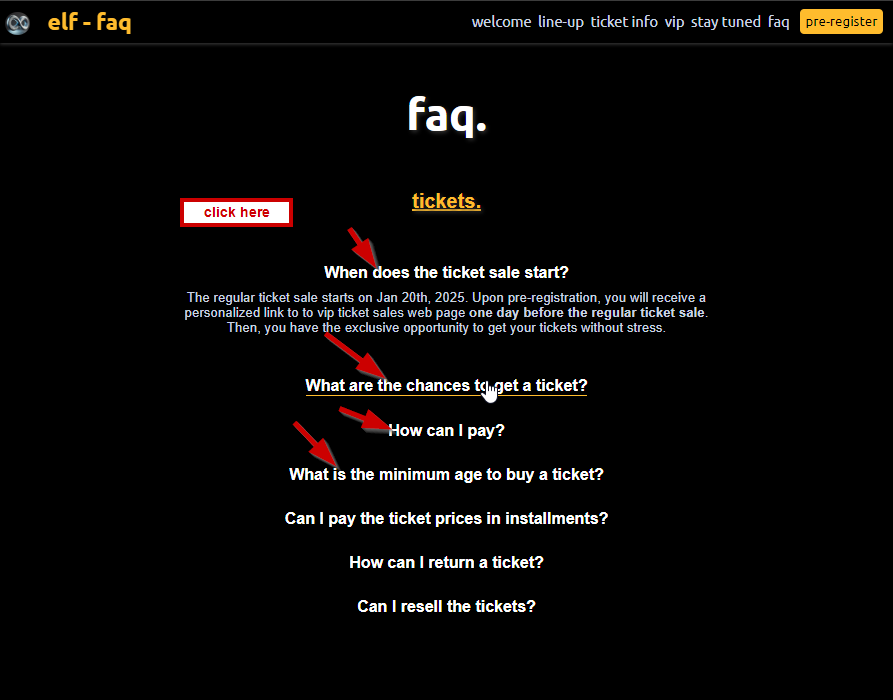 elf - faq
welcome line-up ticket info vip stay tuned faq pre-register
faq.
tickets.
click here
When does the ticket sale start?
The regular ticket sale starts on Jan 20th, 2025. Upon pre-registration, you will receive a
personalized link to to vip ticket sales web page one day before the regular ticket sale.
Then, you have the exclusive opportunity to get your tickets without stress.
What are the chances to get a ticket?
How can I pay?
What is the minimum age to buy a ticket?
Can I pay the ticket prices in installments?
How can I return a ticket?
Can I resell the tickets?